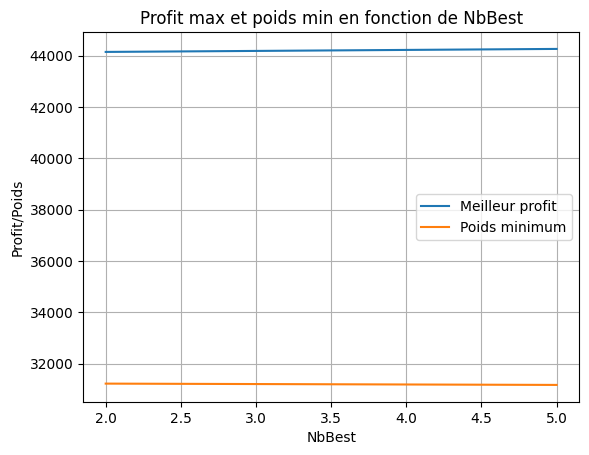 Profit max et poids min en fonction de NbBest
44000
42000
40000
38000
36000
34000
32000
Profit/Poids
Meilleur profit
Poids minimum
2.0 2.5 3.0 3.5 4.0 4.5 5.0
NbBest